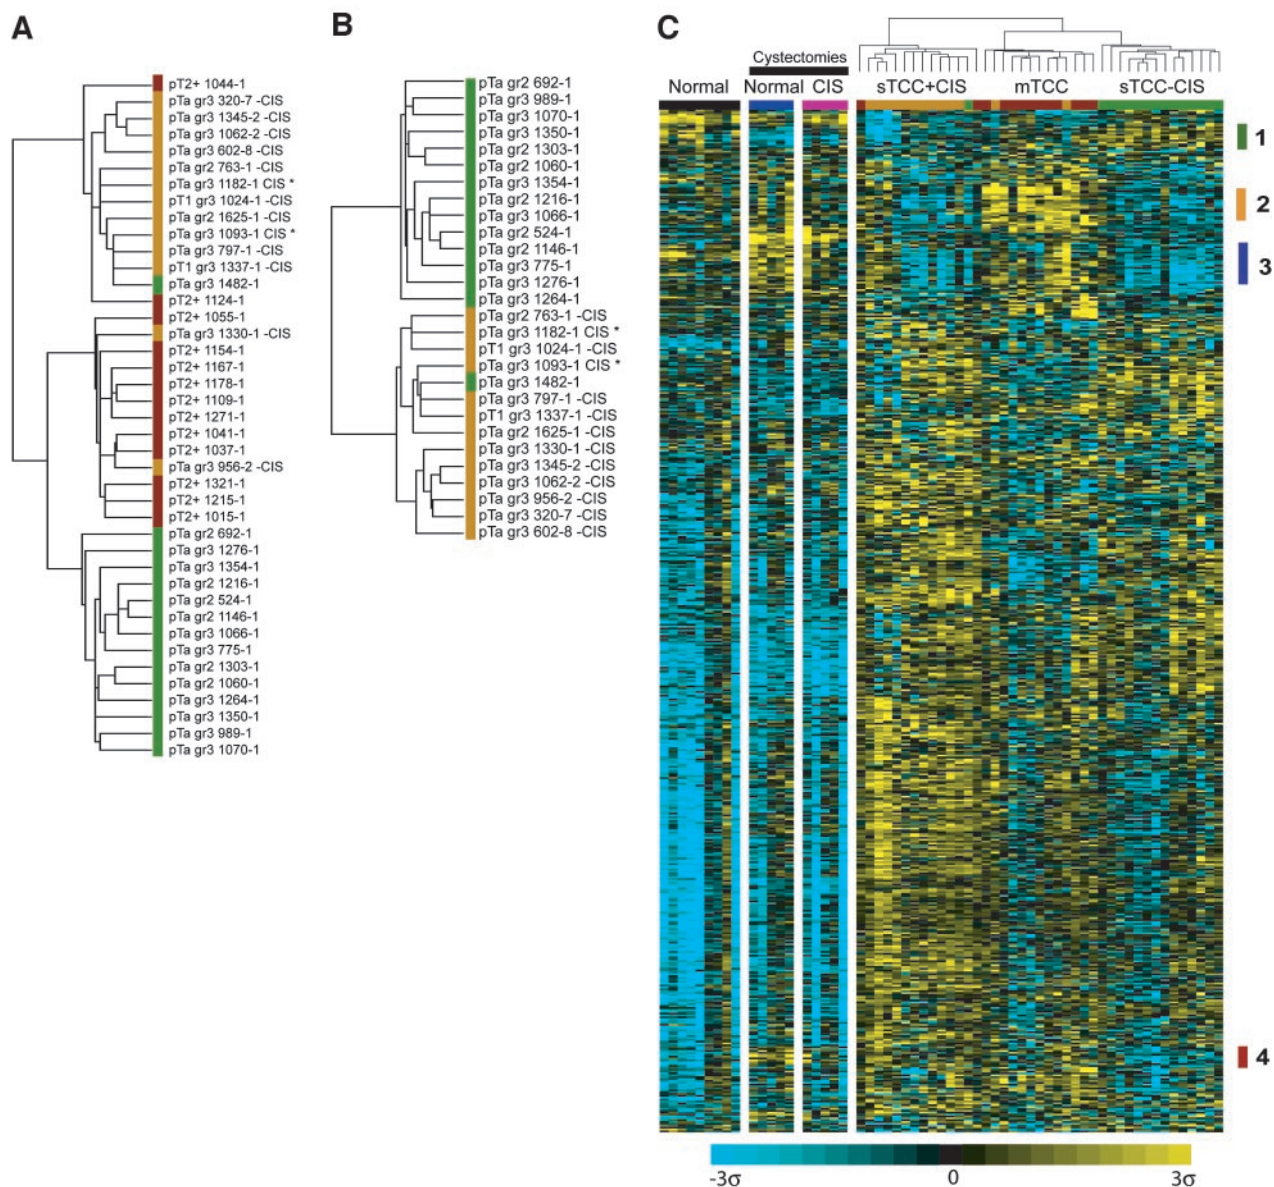 A
pT2+ 1044-1
pTa gr3 320-7 -CIS
pTa gr3 1345-2 -CIS
pTa gr3 1062-2 -CIS
pTa gr3 602-8 -CIS
pTa gr2 763-1 -CIS
pTa gr3 1182-1 CIS *
pT1 gr3 1024-1 -CIS
pTa gr2 1625-1 -CIS
pTa gr3 1093-1 CIS *
pTa gr3 797-1 -CIS
pT1 gr3 1337-1 -CIS
pTa gr3 1482-1
pT2+ 1124-1
pT2+ 1055-1
pTa gr3 1330-1 -CIS
pT2+ 1154-1
pT2+ 1167-1
pT2+ 1178-1
pT2+ 1109-1
pT2+ 1271-1
pT2+ 1041-1
pT2+ 1037-1
pTa gr3 956-2 -CIS
pT2+ 1321-1
pT2+ 1215-1
pT2+ 1015-1
pTa gr2 692-1
pTa gr3 1276-1
pTa gr3 1354-1
pTa gr2 1216-1
pTa gr2 524-1
pTa gr2 1146-1
pTa gr3 1066-1
pTa gr3 775-1
pTa gr2 1303-1
pTa gr2 1060-1
pTa gr3 1264-1
pTa gr3 1350-1
pTa gr3 989-1
pTa gr3 1070-1
B
pTa gr2 692-1
pTa gr3 989-1
pTa gr3 1070-1
pTa gr3 1350-1
pTa gr2 1303-1
pTa gr2 1060-1
pTa gr3 1354-1
pTa gr2 1216-1
pTa gr3 1066-1
pTa gr2 524-1
pTa gr2 1146-1
pTa gr3 775-1
pTa gr3 1276-1
pTa gr3 1264-1
pTa gr2 763-1 -CIS
pTa gr3 1182-1 CIS *
pT1 gr3 1024-1 -CIS
pTa gr3 1093-1 CIS *
pTa gr3 1482-1
pTa gr3 797-1 -CIS
pT1 gr3 1337-1 -CIS
pTa gr2 1625-1 -CIS
pTa gr3 1330-1 -CIS
pTa gr3 1345-2 -CIS
pTa gr3 1062-2 -CIS
pTa gr3 956-2 -CIS
pTa gr3 320-7 -CIS
pTa gr3 602-8 -CIS
C
Cystectomies
Normal Normal CIS sTCC+CIS mTCC sTCC-CIS
1
2
3
4
-3σ 0 3σ